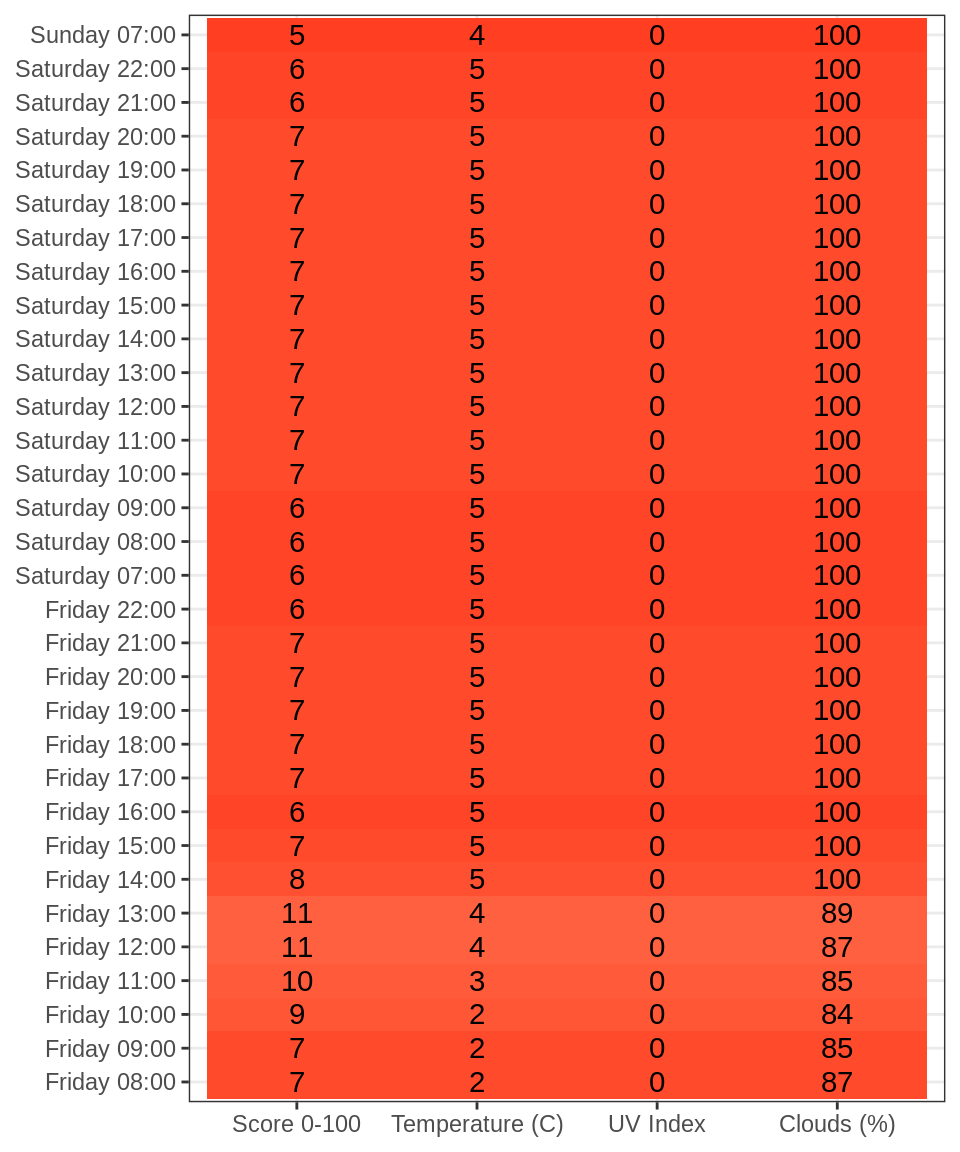 Sunday 07:00 5 4 0 100
Saturday 22:00 6 5 0 100
Saturday 21:00 6 5 0 100
Saturday 20:00 7 5 0 100
Saturday 19:00 7 5 0 100
Saturday 18:00 7 5 0 100
Saturday 17:00 7 5 0 100
Saturday 16:00 7 5 0 100
Saturday 15:00 7 5 0 100
Saturday 14:00 7 5 0 100
Saturday 13:00 7 5 0 100
Saturday 12:00 7 5 0 100
Saturday 11:00 7 5 0 100
Saturday 10:00 7 5 0 100
Saturday 09:00 6 5 0 100
Saturday 08:00 6 5 0 100
Saturday 07:00 6 5 0 100
Friday 22:00 6 5 0 100
Friday 21:00 7 5 0 100
Friday 20:00 7 5 0 100
Friday 19:00 7 5 0 100
Friday 18:00 7 5 0 100
Friday 17:00 7 5 0 100
Friday 16:00 6 5 0 100
Friday 15:00 7 5 0 100
Friday 14:00 8 5 0 100
Friday 13:00 11 4 0 89
Friday 12:00 11 4 0 87
Friday 11:00 10 3 0 85
Friday 10:00 9 2 0 84
Friday 09:00 7 2 0 85
Friday 08:00 7 2 0 87
Score 0-100 Temperature (C) UV Index Clouds (%)